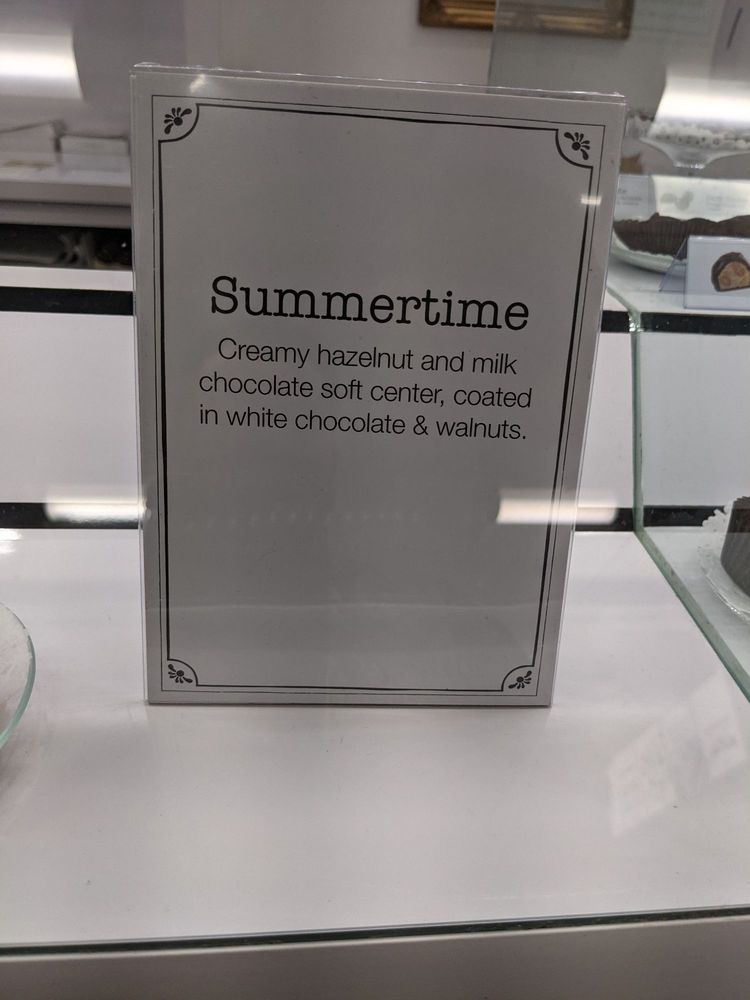 Summertime
Creamy hazelnut and milk
chocolate soft center, coated
in white chocolate & walnuts.